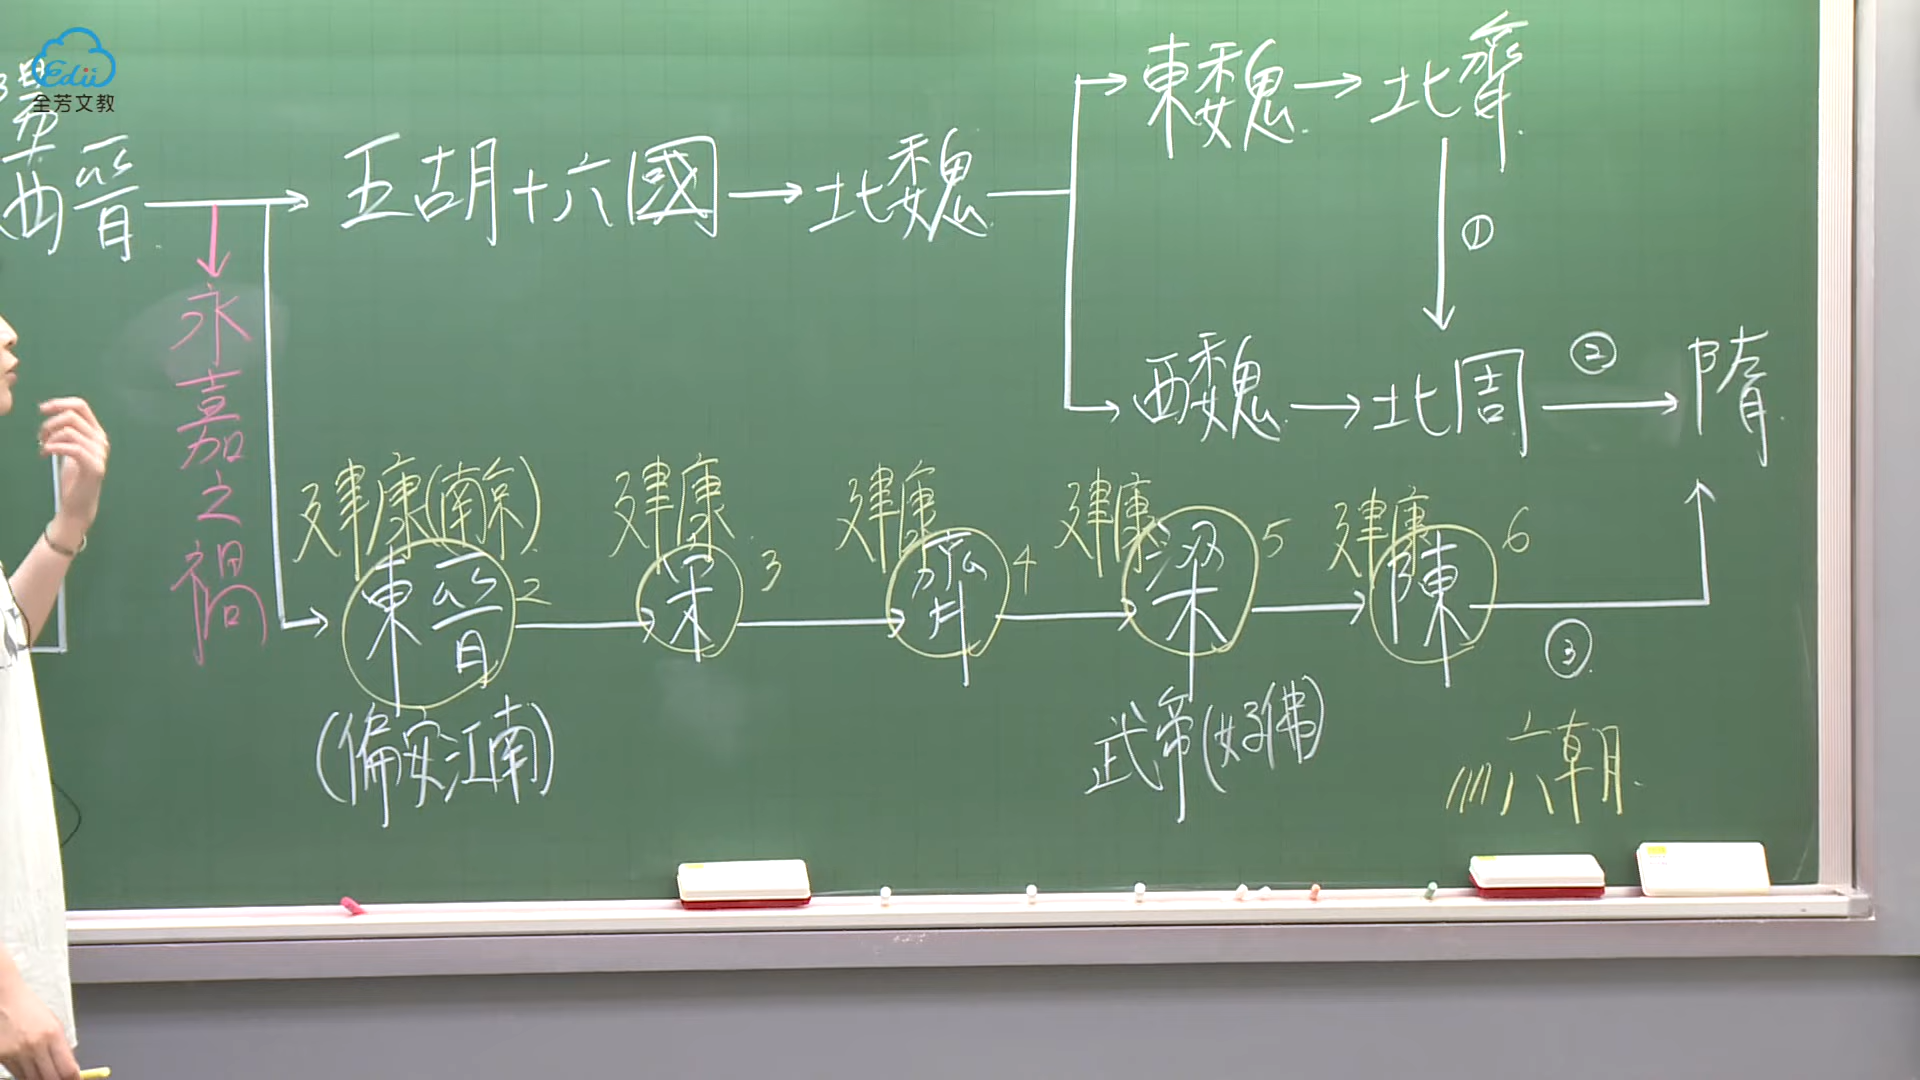 Edii
全芳文教
東魏→北齊
①
西晉→五胡十六國→北魏
西魏→北周→隋
②
永嘉之禍
建康(南京) 建康 建康 建康 建康
東晉2→宋3→齊4→梁5→陳6
③
(偏安江南) 武帝(好佛) 六朝